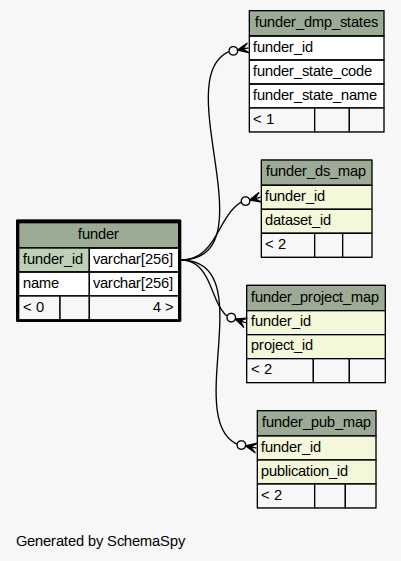 funder_dmp_states
funder_id
funder_state_code
funder_state_name
< 1
funder_ds_map
funder_id
dataset_id
< 2
funder
funder_id varchar[256]
name varchar[256]
< 0 4 >
funder_project_map
funder_id
project_id
< 2
funder_pub_map
funder_id
publication_id
< 2
Generated by SchemaSpy